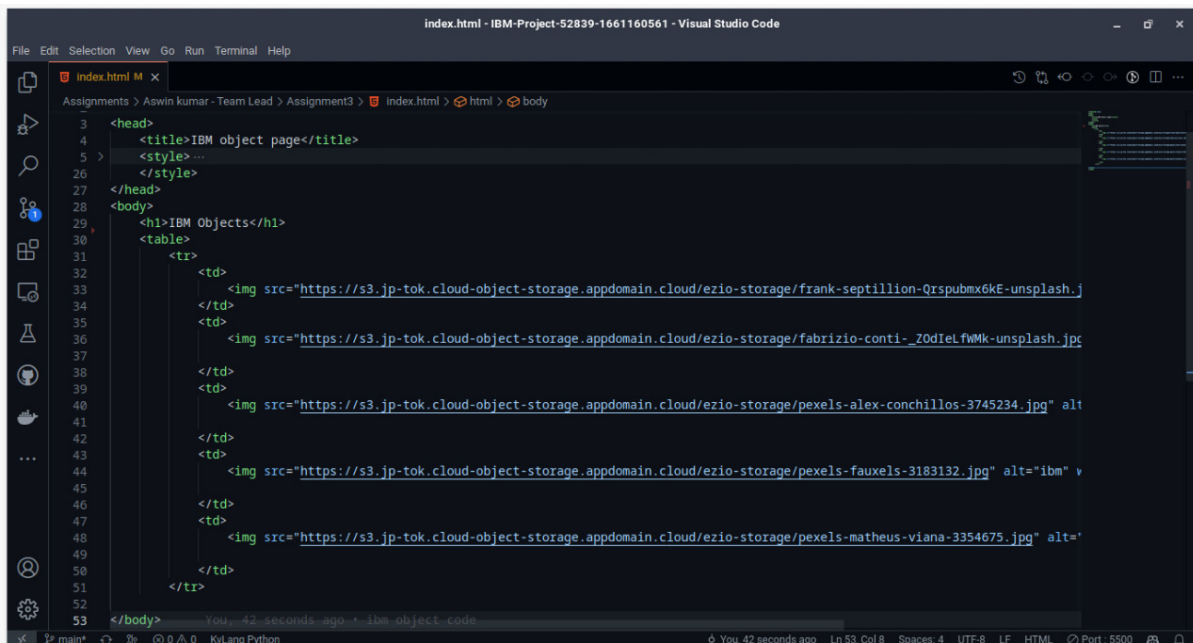 index.html - IBM-Project-52839-1661160561 - Visual Studio Code
File Edit Selection View Go Run Terminal Help
index.html M
Assignments > Aswin kumar - Team Lead > Assignment3 > index.html > html > body
3 <head>
4 <title>IBM object page</title>
5 > <style>…
26 </style>
27 </head>
28 <body>
29 <h1>IBM Objects</h1>
30 <table>
31 <tr>
32 <td>
33 <img src="https://s3.jp-tok.cloud-object-storage.appdomain.cloud/ezio-storage/frank-septillion-Qrspubmx6kE-unsplash.j
34 </td>
35 <td>
36 <img src="https://s3.jp-tok.cloud-object-storage.appdomain.cloud/ezio-storage/fabrizio-conti-_ZOdIeLfWMk-unsplash.jpg
37
38 </td>
39 <td>
40 <img src="https://s3.jp-tok.cloud-object-storage.appdomain.cloud/ezio-storage/pexels-alex-conchillos-3745234.jpg" alt
41
42 </td>
43 <td>
44 <img src="https://s3.jp-tok.cloud-object-storage.appdomain.cloud/ezio-storage/pexels-fauxels-3183132.jpg" alt="ibm" w
45
46 </td>
47 <td>
48 <img src="https://s3.jp-tok.cloud-object-storage.appdomain.cloud/ezio-storage/pexels-matheus-viana-3354675.jpg" alt="
49
50 </td>
51 </tr>
52
53 </body> You, 42 seconds ago • ibm object code
main* 0 0 KvLang Python You, 42 seconds ago Ln 53, Col 8 Spaces: 4 UTF-8 LF HTML Port : 5500